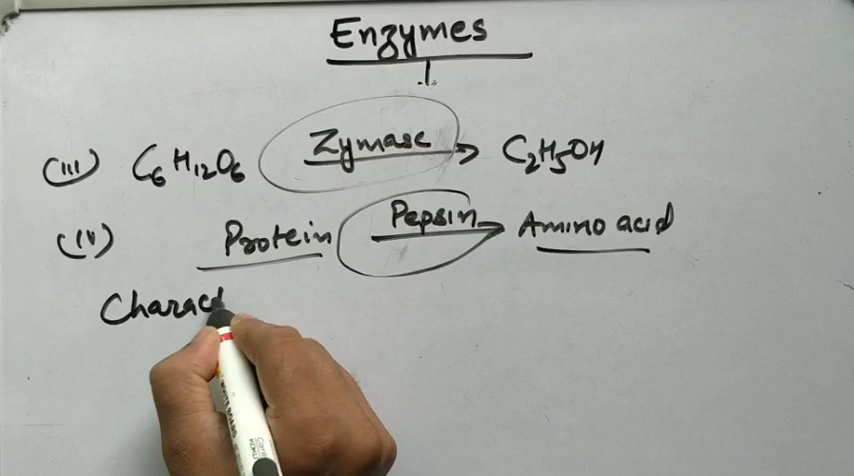 Enzymes
(iii) C6H12O6 Zymase → C2H5OH
(iv) Protein Pepsin → Amino acid
Charac